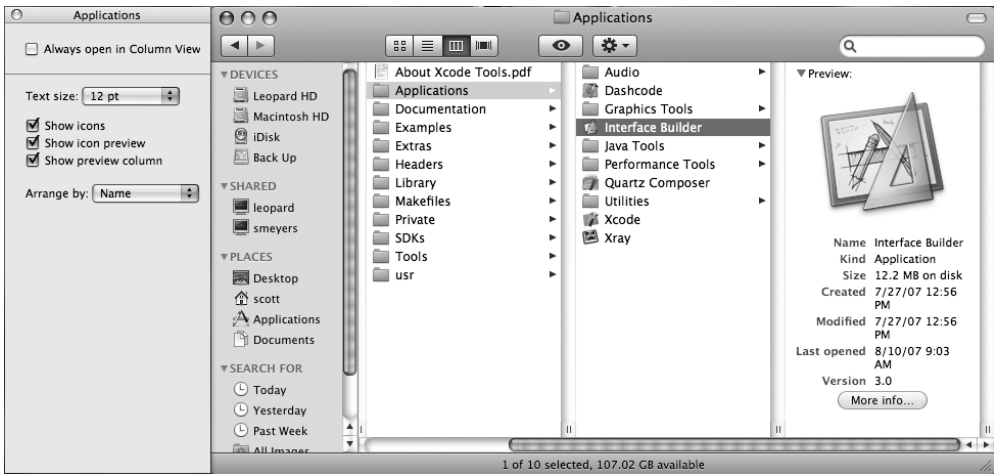 Applications
Always open in Column View
Text size: 12 pt
Show icons
Show icon preview
Show preview column
Arrange by: Name
Applications
DEVICES
Leopard HD
Macintosh HD
iDisk
Back Up
SHARED
leopard
smeyers
PLACES
Desktop
scott
Applications
Documents
SEARCH FOR
Today
Yesterday
Past Week
All Images
About Xcode Tools.pdf
Applications
Documentation
Examples
Extras
Headers
Library
Makefiles
Private
SDKs
Tools
usr
Audio
Dashcode
Graphics Tools
Interface Builder
Java Tools
Performance Tools
Quartz Composer
Utilities
Xcode
Xray
Preview:
Name Interface Builder
Kind Application
Size 12.2 MB on disk
Created 7/27/07 12:56
PM
Modified 7/27/07 12:56
PM
Last opened 8/10/07 9:03
AM
Version 3.0
More info...
1 of 10 selected, 107.02 GB available